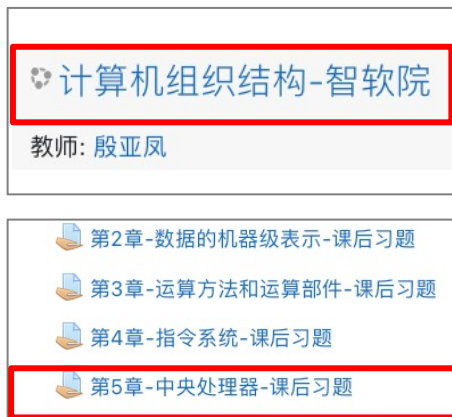 计算机组织结构-智软院
教师: 殷亚凤
第2章-数据的机器级表示-课后习题
第3章-运算方法和运算部件-课后习题
第4章-指令系统-课后习题
第5章-中央处理器-课后习题